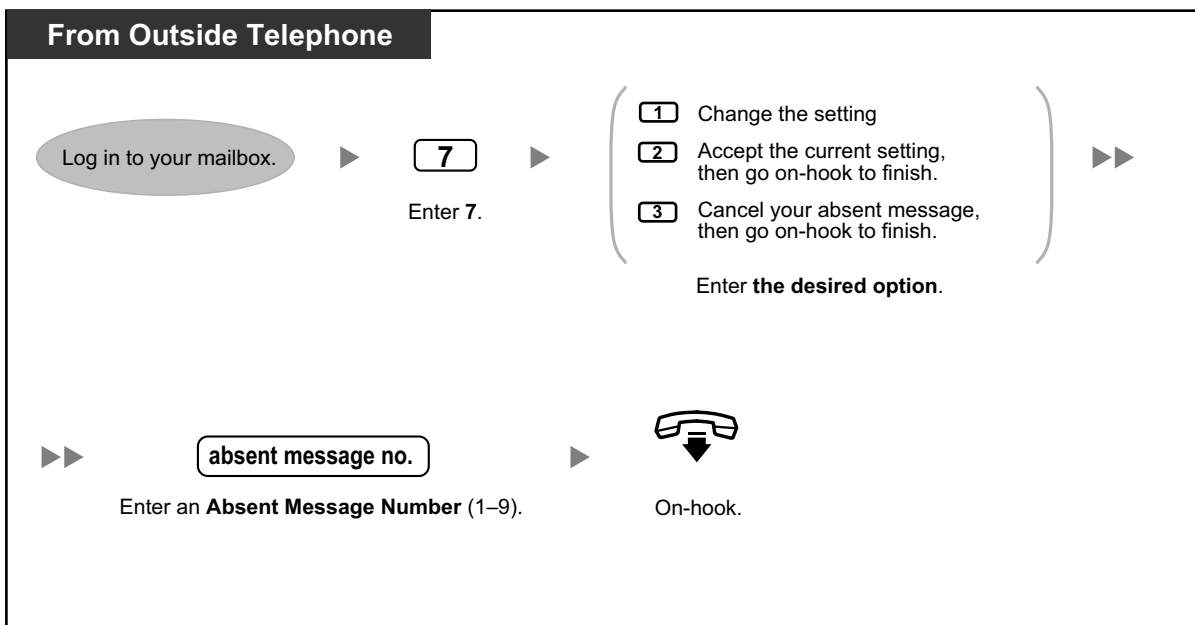 From Outside Telephone
Log in to your mailbox.
7
Enter 7.
1 Change the setting
2 Accept the current setting,
then go on-hook to finish.
3 Cancel your absent message,
then go on-hook to finish.
Enter the desired option.
absent message no.
Enter an Absent Message Number (1–9).
On-hook.